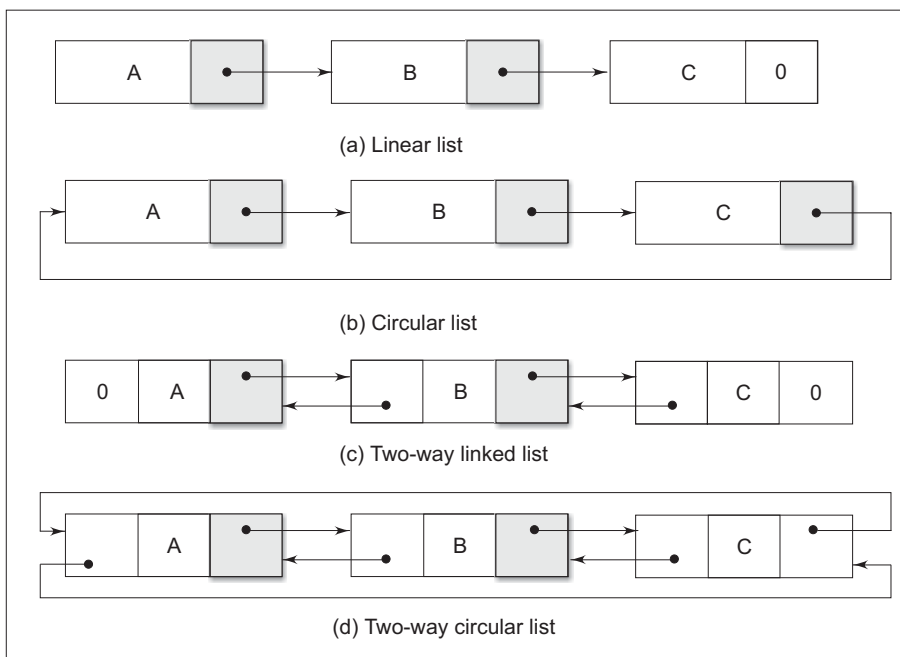 A B C 0
(a) Linear list
A B C
(b) Circular list
0 A B C 0
(c) Two-way linked list
A B C
(d) Two-way circular list